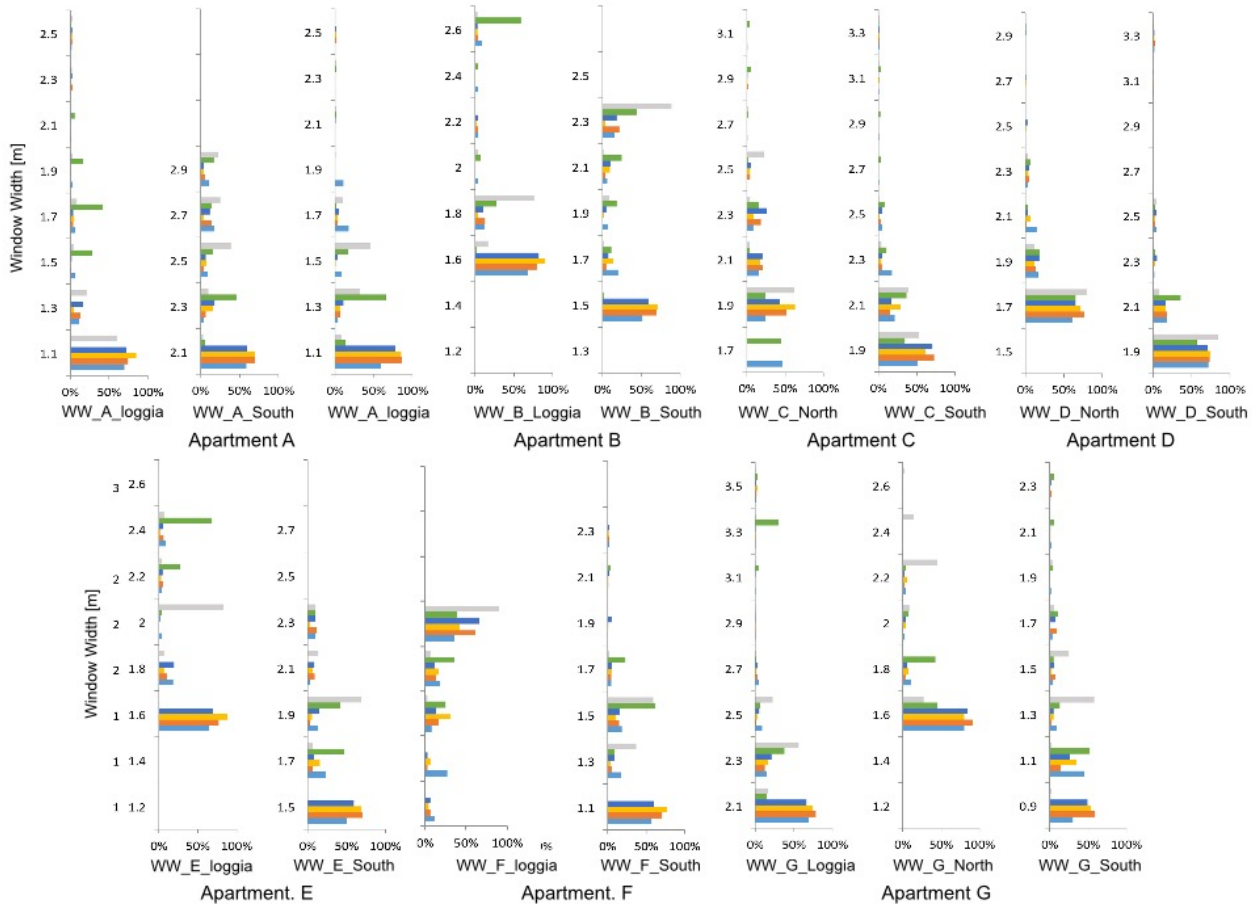 Window Width [m]
2.5
2.3
2.1
1.9
1.7
1.5
1.3
1.1
0% 50% 100%
WW_A_loggia
2.9
2.7
2.5
2.3
2.1
0% 50% 100%
WW_A_South
2.5
2.3
2.1
1.9
1.7
1.5
1.3
1.1
0% 50% 100%
WW_A_loggia
Apartment A
2.6
2.4
2.2
2
1.8
1.6
1.4
1.2
0% 50% 100%
WW_B_Loggia
2.5
2.3
2.1
1.9
1.7
1.5
1.3
0% 50% 100%
WW_B_South
Apartment B
3.1
2.9
2.7
2.5
2.3
2.1
1.9
1.7
0% 50% 100%
WW_C_North
3.3
3.1
2.9
2.7
2.5
2.3
2.1
1.9
0% 50% 100%
WW_C_South
Apartment C
2.9
2.7
2.5
2.3
2.1
1.9
1.7
1.5
0% 50% 100%
WW_D_North
3.3
3.1
2.9
2.7
2.5
2.3
2.1
1.9
0% 50% 100%
WW_D_South
Apartment D
Window Width [m]
3
2
2
2
1
1
1
2.6
2.4
2.2
2
1.8
1.6
1.4
1.2
0% 50% 100%
WW_E_loggia
2.7
2.5
2.3
2.1
1.9
1.7
1.5
0% 50% 100%
WW_E_South
Apartment. E
0% 50% 100%
WW_F_loggia
2.3
2.1
1.9
1.7
1.5
1.3
1.1
0% 50% 100%
WW_F_South
Apartment. F
3.5
3.3
3.1
2.9
2.7
2.5
2.3
2.1
0% 50% 100%
WW_G_Loggia
2.6
2.4
2.2
2
1.8
1.6
1.4
1.2
0% 50% 100%
WW_G_North
2.3
2.1
1.9
1.7
1.5
1.3
1.1
0.9
0% 50% 100%
WW_G_South
Apartment G